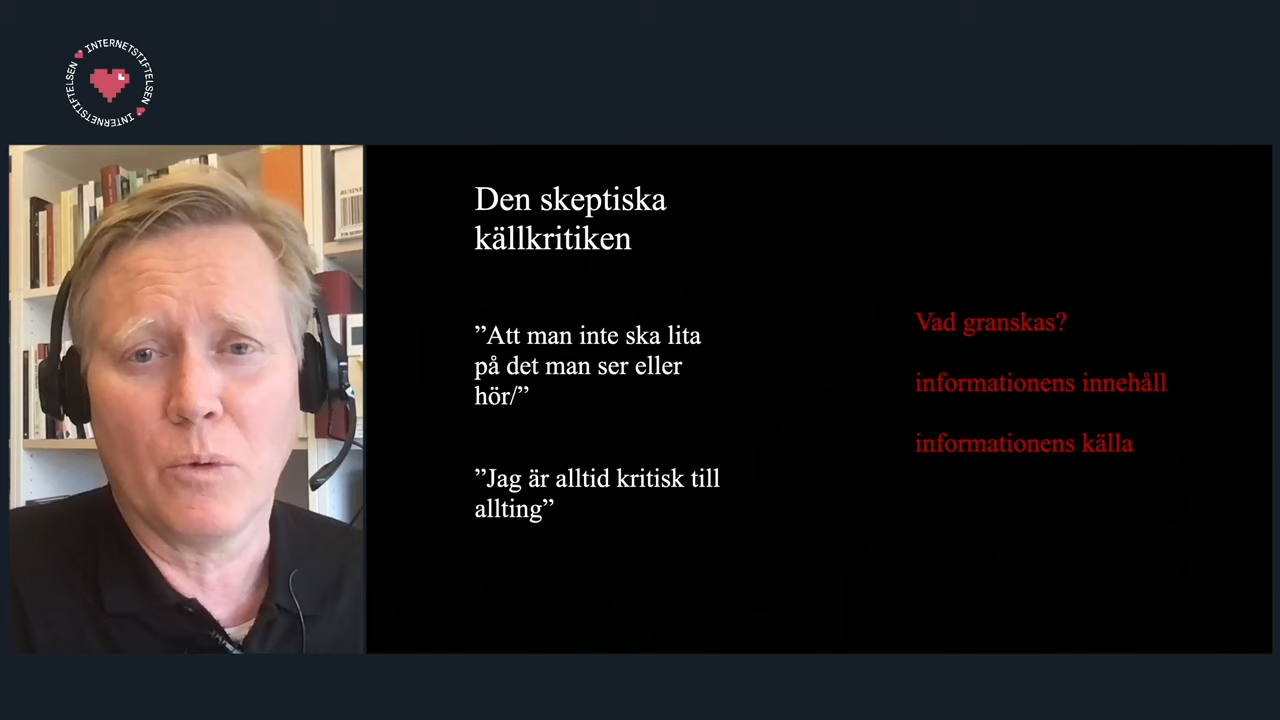 INTERNETSTIFTELSEN
INTERNETSTIFTELSEN
Den skeptiska
källkritiken
”Att man inte ska lita
på det man ser eller
hör/”
”Jag är alltid kritisk till
allting”
Vad granskas?
informationens innehåll
informationens källa